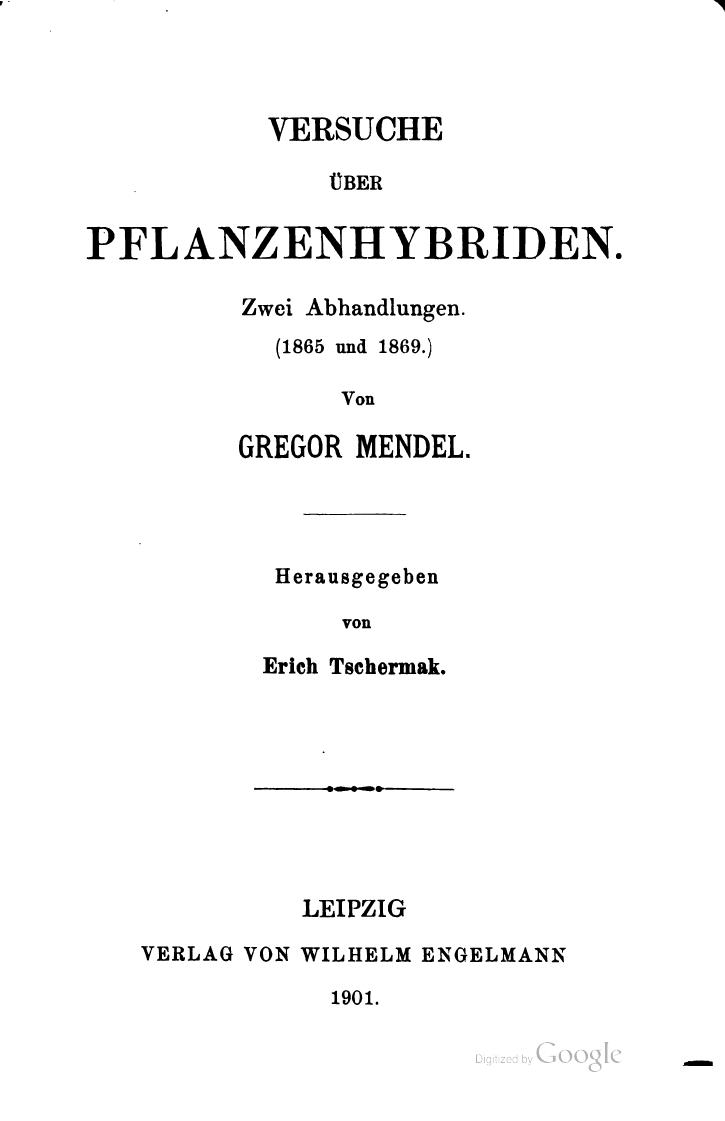 VERSUCHE
ÜBER
PFLANZENHYBRIDEN.
Zwei Abhandlungen.
(1865 und 1869.)
Von
GREGOR MENDEL.
Herausgegeben
von
Erich Tschermak.
LEIPZIG
VERLAG VON WILHELM ENGELMANN
1901.
Digitized by Google